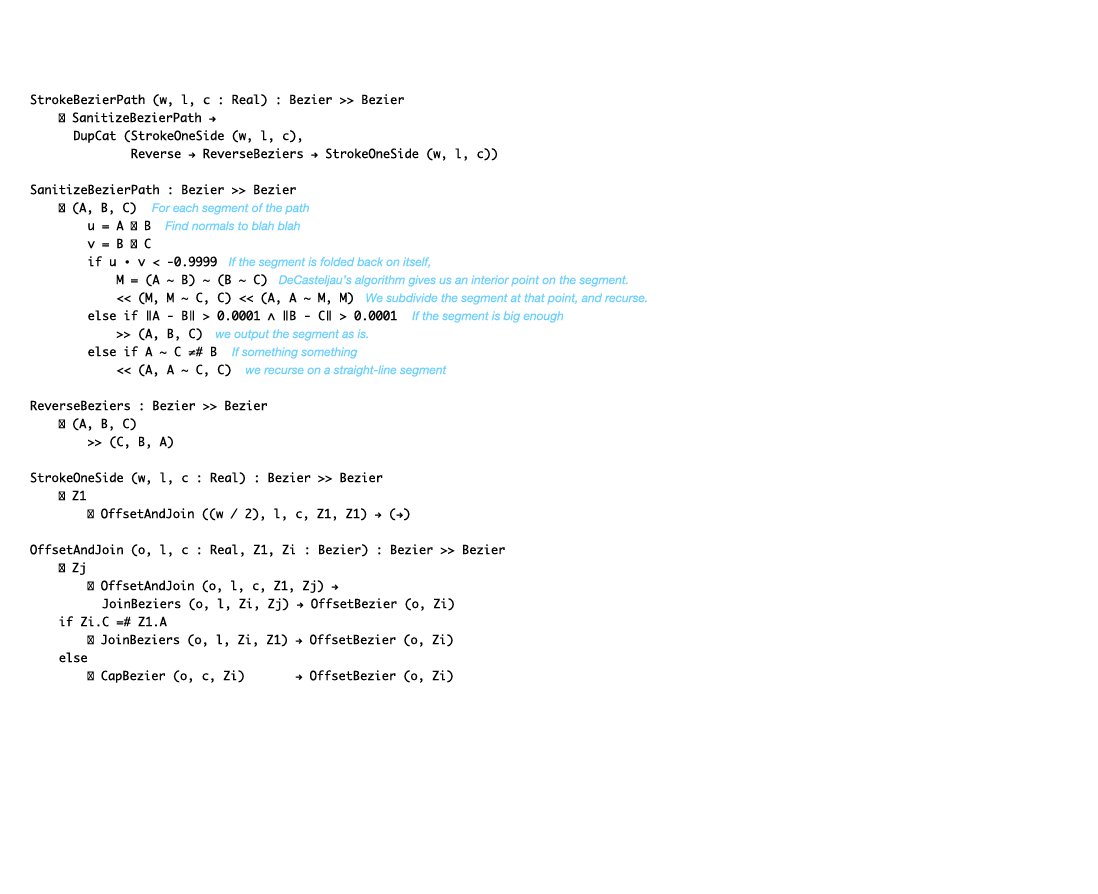 StrokeBezierPath (w, l, c : Real) : Bezier >> Bezier
SanitizeBezierPath →
DupCat (StrokeOneSide (w, l, c),
Reverse → ReverseBeziers → StrokeOneSide (w, l, c))
SanitizeBezierPath : Bezier >> Bezier
(A, B, C) For each segment of the path
u = A B Find normals to blah blah
v = B C
if u • v < -0.9999 If the segment is folded back on itself,
M = (A ~ B) ~ (B ~ C) DeCasteljau's algorithm gives us an interior point on the segment.
<< (M, M ~ C, C) << (A, A ~ M, M) We subdivide the segment at that point, and recurse.
else if ‖A - B‖ > 0.0001 ∧ ‖B - C‖ > 0.0001 If the segment is big enough
>> (A, B, C) we output the segment as is.
else if A ~ C ≠# B If something something
<< (A, A ~ C, C) we recurse on a straight-line segment
ReverseBeziers : Bezier >> Bezier
(A, B, C)
>> (C, B, A)
StrokeOneSide (w, l, c : Real) : Bezier >> Bezier
Z1
OffsetAndJoin ((w / 2), l, c, Z1, Z1) → (→)
OffsetAndJoin (o, l, c : Real, Z1, Zi : Bezier) : Bezier >> Bezier
Zj
OffsetAndJoin (o, l, c, Z1, Zj) →
JoinBeziers (o, l, Zi, Zj) → OffsetBezier (o, Zi)
if Zi.C =# Z1.A
JoinBeziers (o, l, Zi, Z1) → OffsetBezier (o, Zi)
else
CapBezier (o, c, Zi) → OffsetBezier (o, Zi)